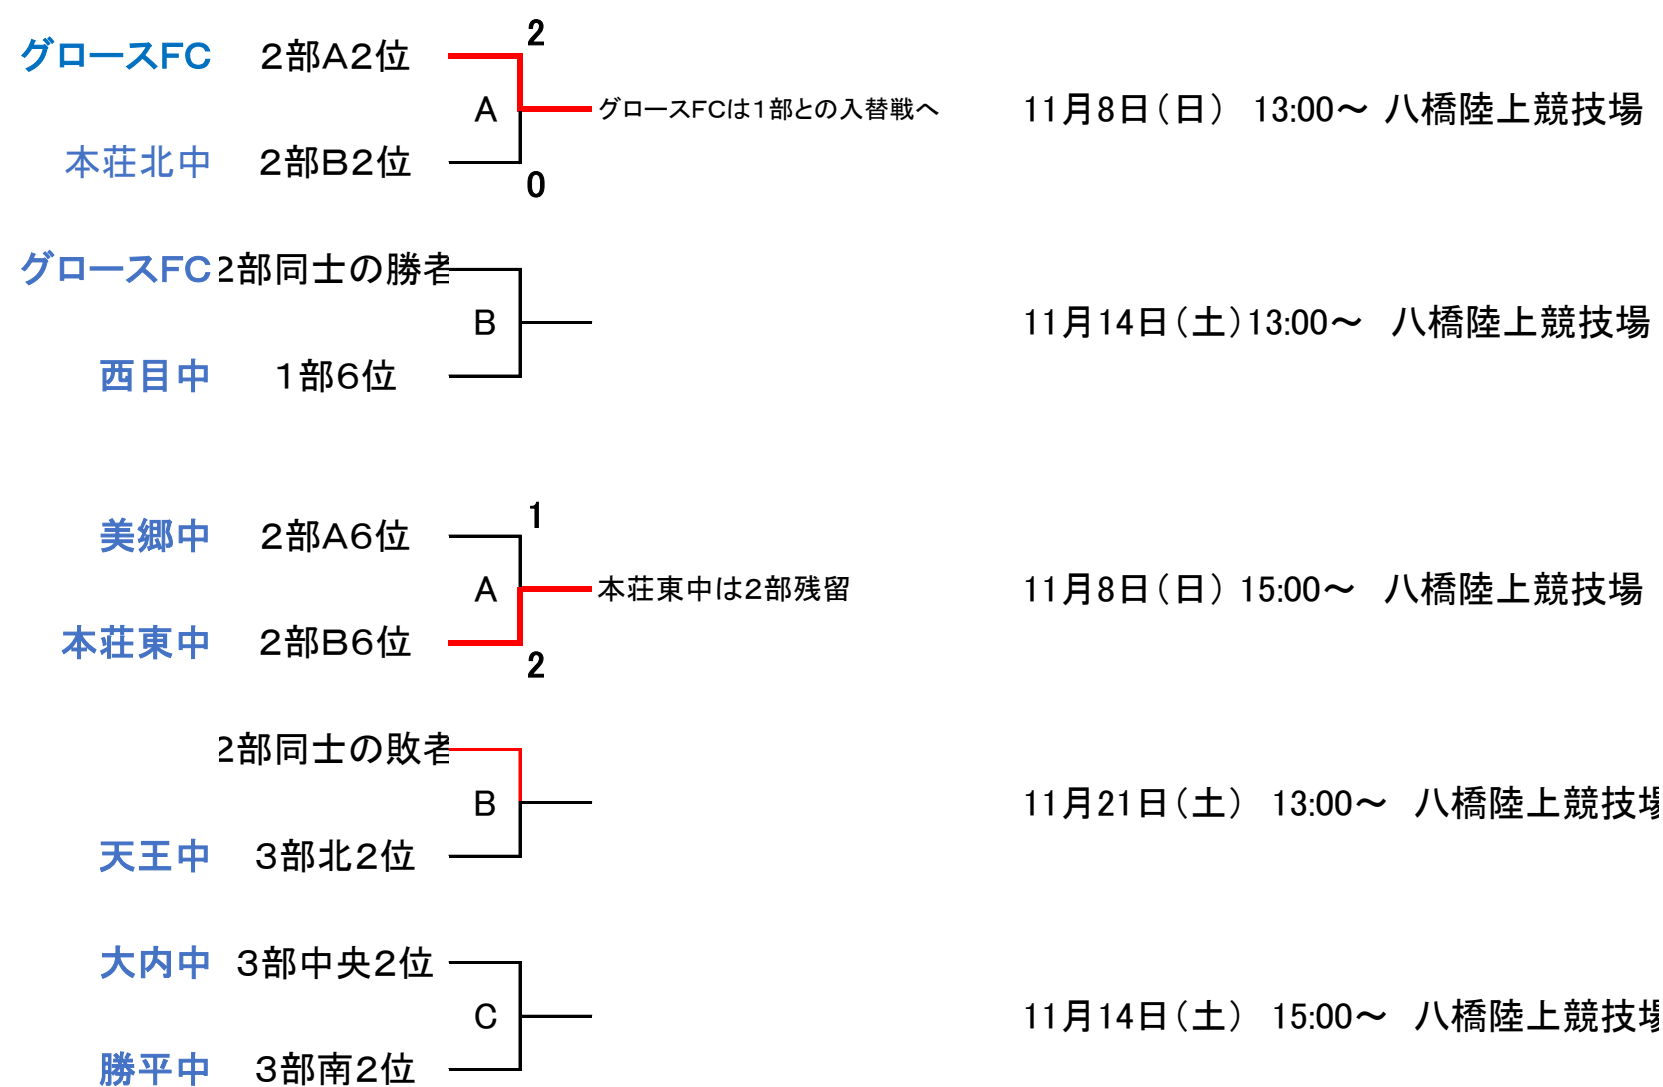 2
グロースFC 2部A2位
A グロースFCは1部との入替戦へ 11月8日(日) 13:00～ 八橋陸上競技場
本荘北中 2部B2位
0
グロースFC 2部同士の勝者
B 11月14日(土)13:00～ 八橋陸上競技場
西目中 1部6位
1
美郷中 2部A6位
A 本荘東中は2部残留 11月8日(日) 15:00～ 八橋陸上競技場
本荘東中 2部B6位
2
2部同士の敗者
B 11月21日(土) 13:00～ 八橋陸上競技場
天王中 3部北2位
大内中 3部中央2位
C 11月14日(土) 15:00～ 八橋陸上競技場
勝平中 3部南2位